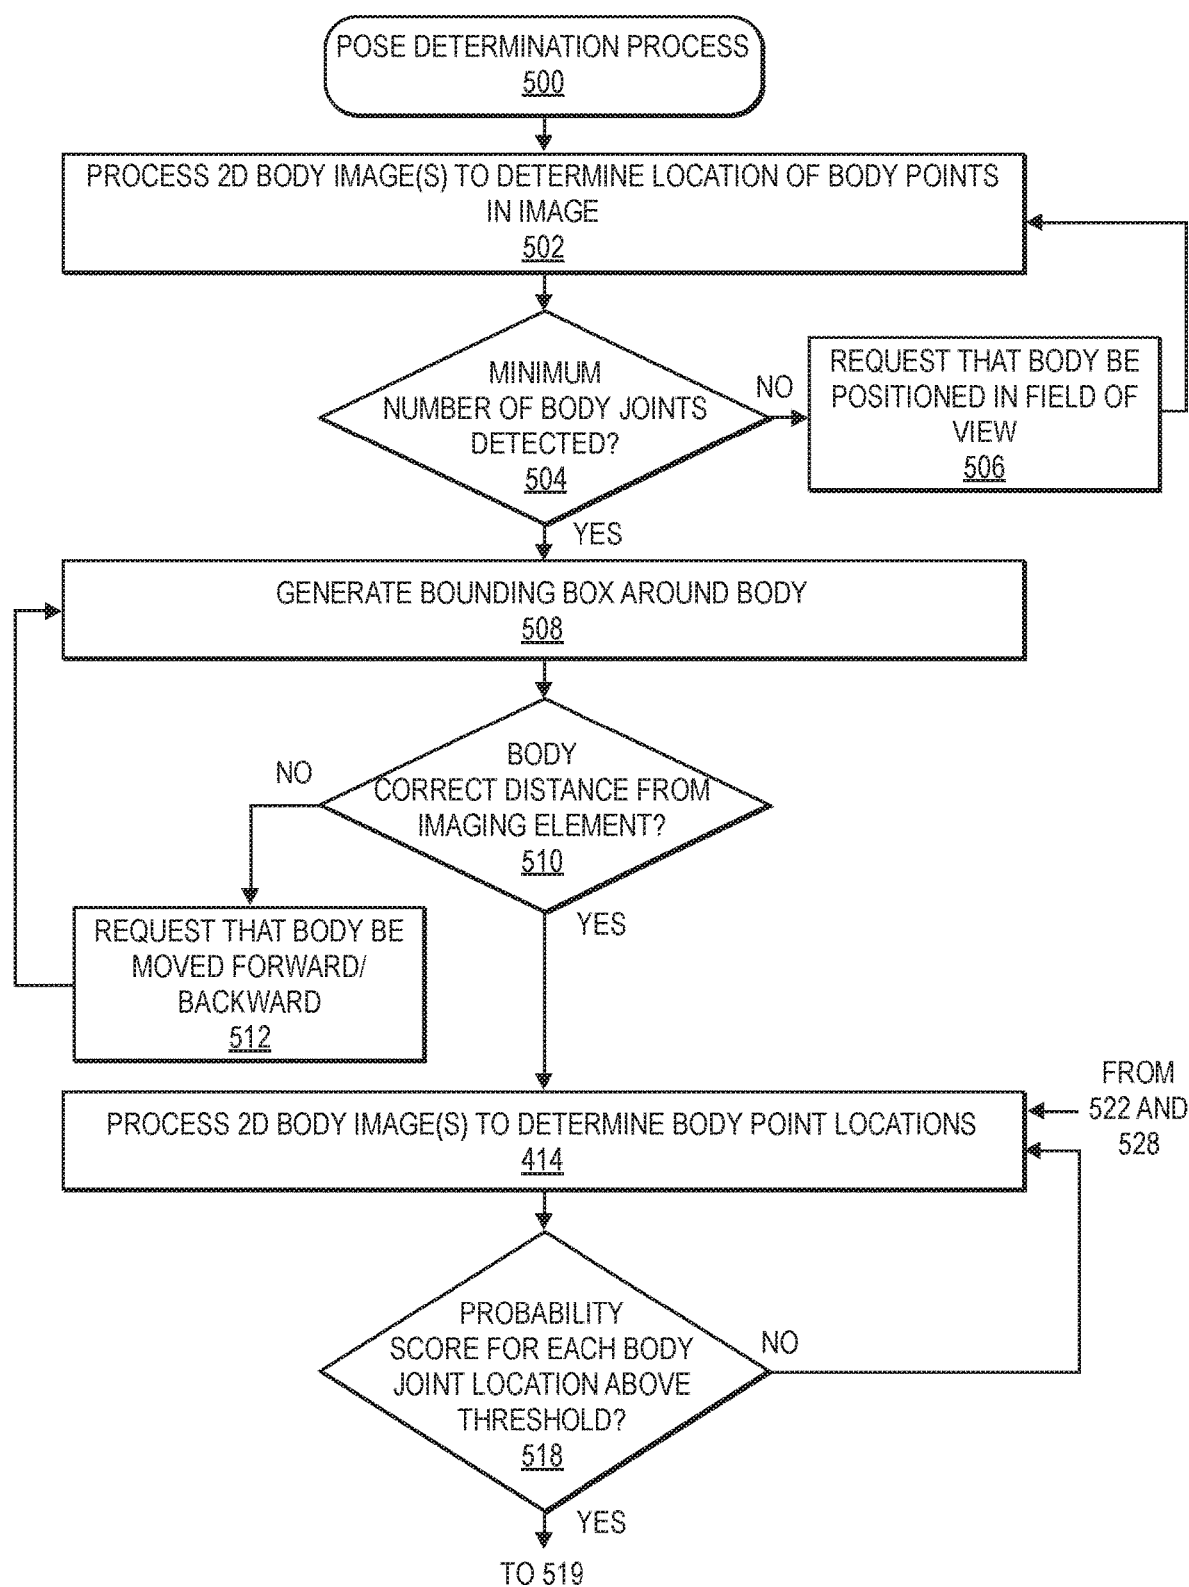 POSE DETERMINATION PROCESS
500
PROCESS 2D BODY IMAGE(S) TO DETERMINE LOCATION OF BODY POINTS
IN IMAGE
502
MINIMUM
NUMBER OF BODY JOINTS
DETECTED?
504
NO
REQUEST THAT BODY BE
POSITIONED IN FIELD OF
VIEW
506
YES
GENERATE BOUNDING BOX AROUND BODY
508
BODY
CORRECT DISTANCE FROM
IMAGING ELEMENT?
510
NO
YES
REQUEST THAT BODY BE
MOVED FORWARD/
BACKWARD
512
PROCESS 2D BODY IMAGE(S) TO DETERMINE BODY POINT LOCATIONS
414
FROM
522 AND
528
PROBABILITY
SCORE FOR EACH BODY
JOINT LOCATION ABOVE
THRESHOLD?
518
NO
YES
TO 519